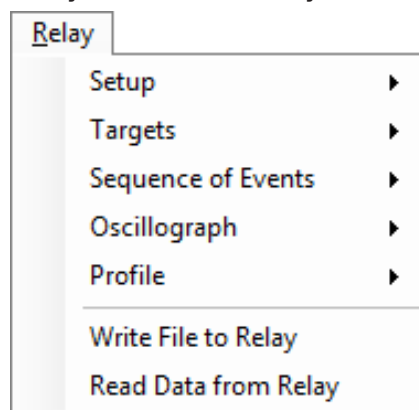 Relay
Setup
Targets
Sequence of Events
Oscillograph
Profile
Write File to Relay
Read Data from Relay